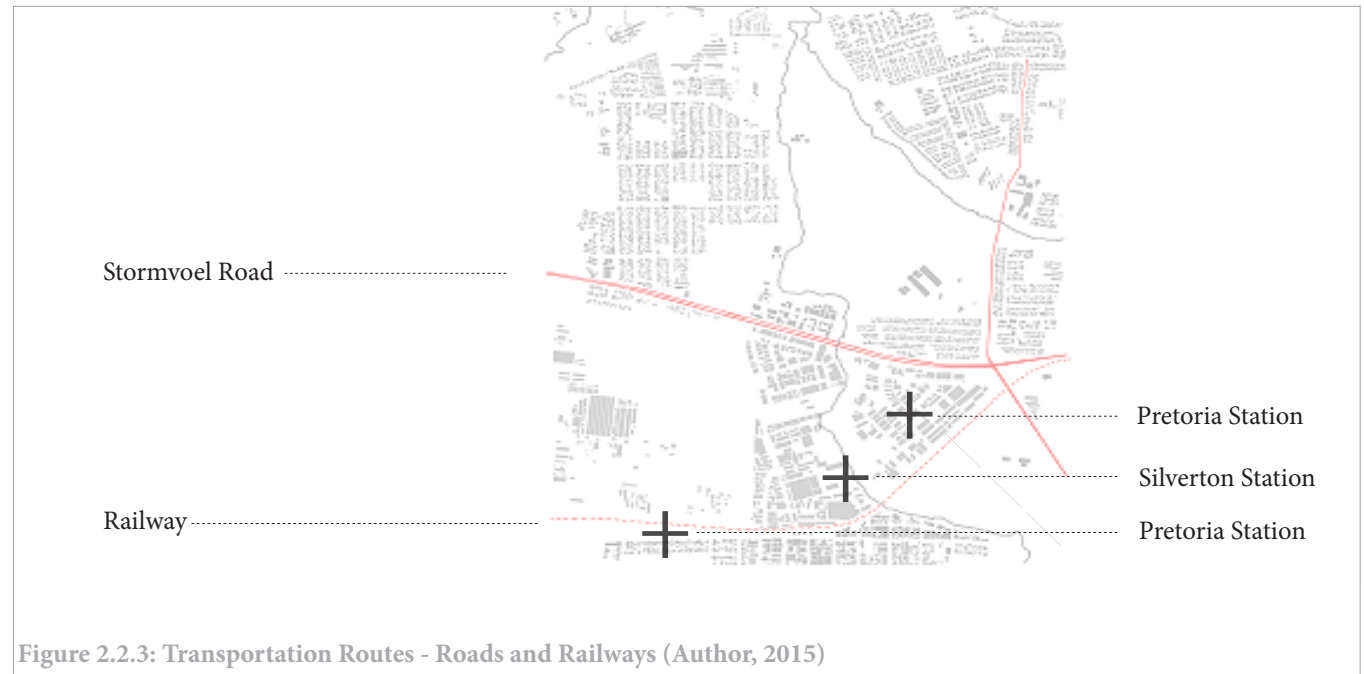 Stormvoel Road
Pretoria Station
Silverton Station
Railway
Pretoria Station
Figure 2.2.3: Transportation Routes - Roads and Railways (Author, 2015)